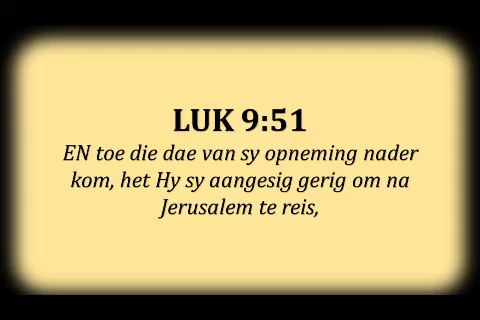 LUK 9:51
EN toe die dae van sy opneming nader
kom, het Hy sy aangesig gerig om na
Jerusalem te reis,